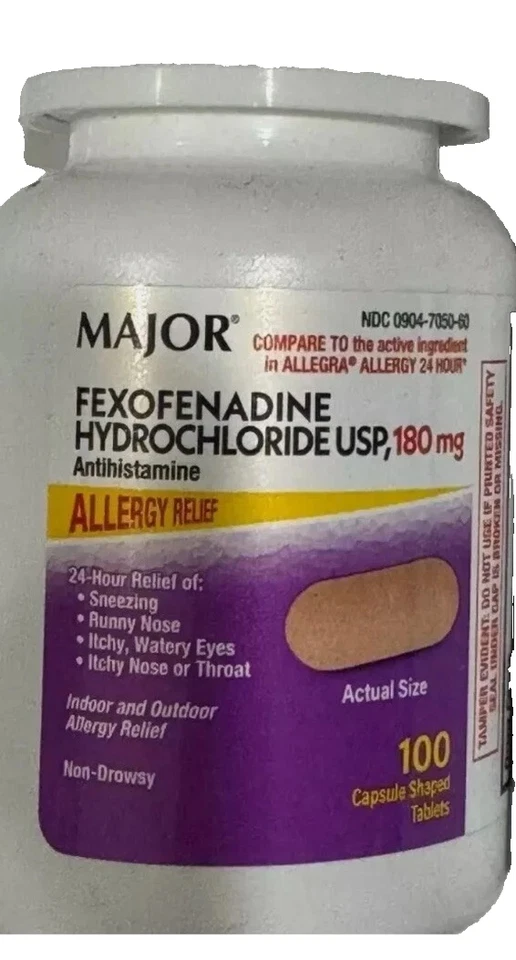 MAJOR®
NDC 0904-7050-60
COMPARE TO the active ingredient
in ALLEGRA® ALLERGY 24 HOUR*
FEXOFENADINE
HYDROCHLORIDE USP, 180 mg
Antihistamine
ALLERGY RELIEF
24-Hour Relief of:
• Sneezing
• Runny Nose
• Itchy, Watery Eyes
• Itchy Nose or Throat
Indoor and Outdoor
Allergy Relief
Non-Drowsy
Actual Size
100
Capsule Shaped
Tablets
TAMPER EVIDENT: DO NOT USE IF PRINTED SAFETY
SEAL UNDER CAP IS BROKEN OR MISSING.